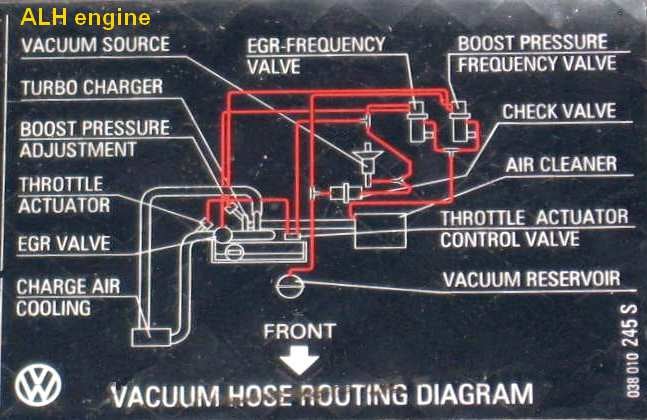 ALH engine
VACUUM SOURCE
TURBO CHARGER
BOOST PRESSURE
ADJUSTMENT
THROTTLE
ACTUATOR
EGR VALVE
CHARGE AIR
COOLING
EGR-FREQUENCY
VALVE
BOOST PRESSURE
FREQUENCY VALVE
CHECK VALVE
AIR CLEANER
THROTTLE ACTUATOR
CONTROL VALVE
VACUUM RESERVOIR
FRONT
VW
VACUUM HOSE ROUTING DIAGRAM
038 010 245 S